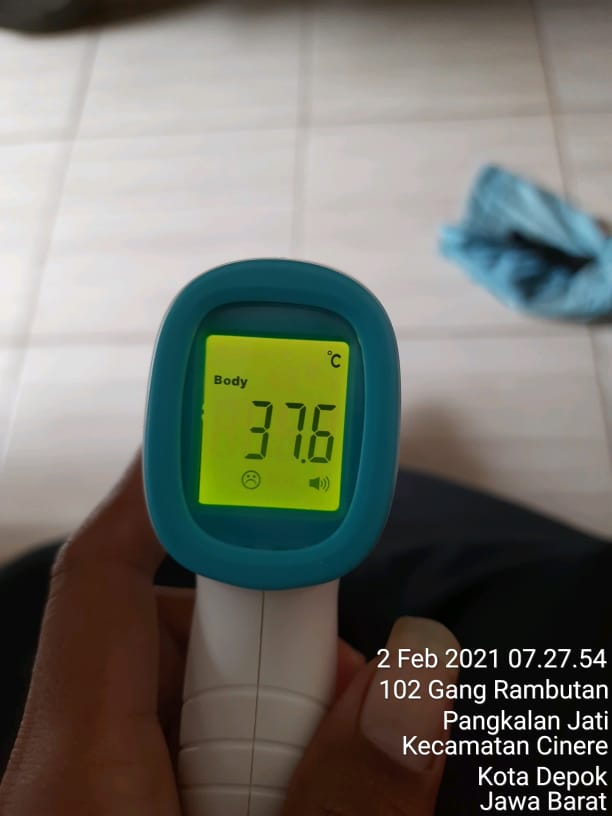 °C
Body
37.6
2 Feb 2021 07.27.54
102 Gang Rambutan
Pangkalan Jati
Kecamatan Cinere
Kota Depok
Jawa Barat